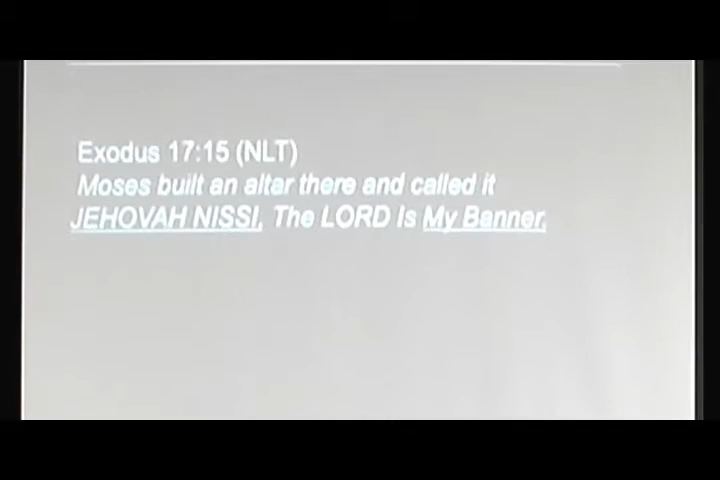 Exodus 17:15 (NLT)
Moses built an altar there and called it
JEHOVAH NISSI, The LORD Is My Banner,